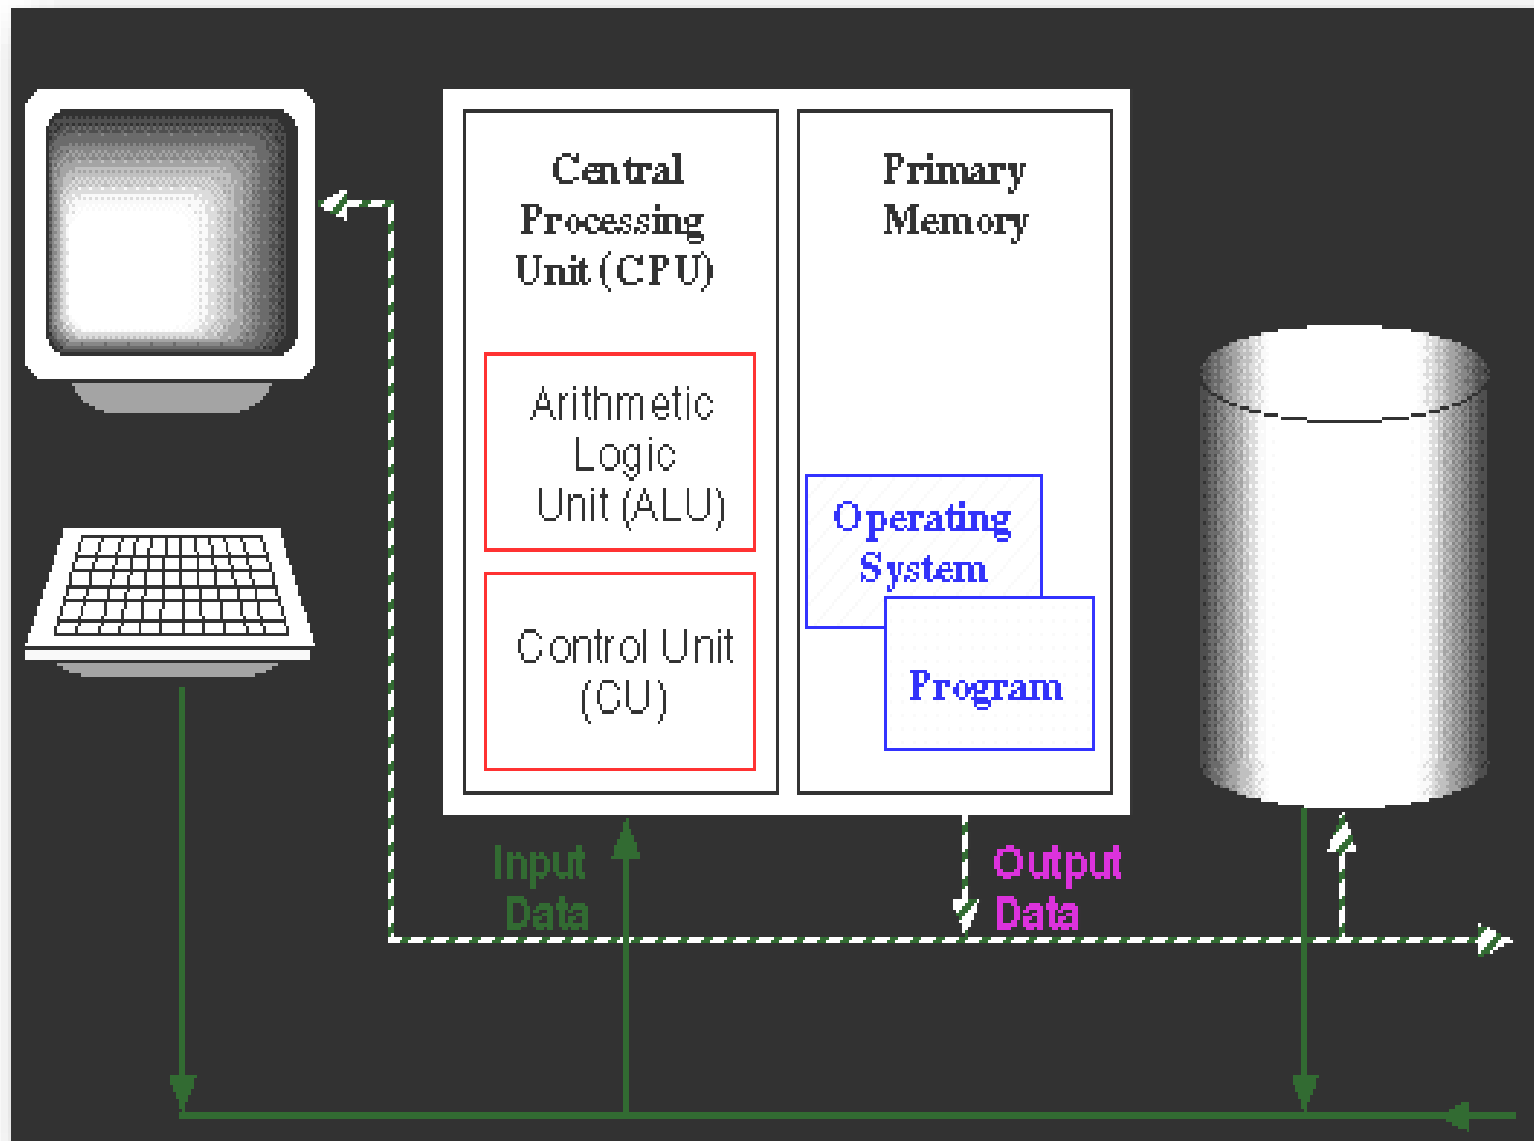 Central
Processing
Unit (CPU)
Arithmetic
Logic
Unit (ALU)
Control Unit
(CU)
Primary
Memory
Operating
System
Program
Input
Data
Output
Data